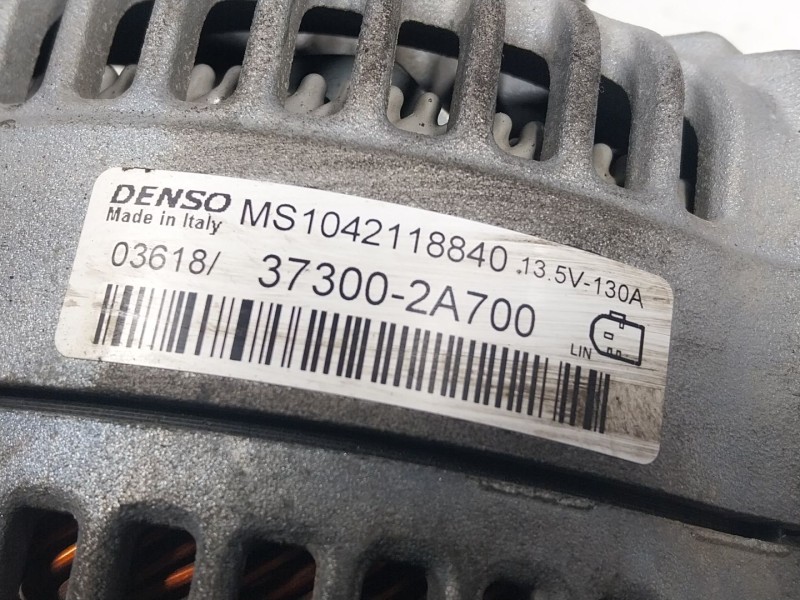 DENSO MS1042118840 13.5V-130A
Made in Italy
03618/ 37300-2A700
LIN